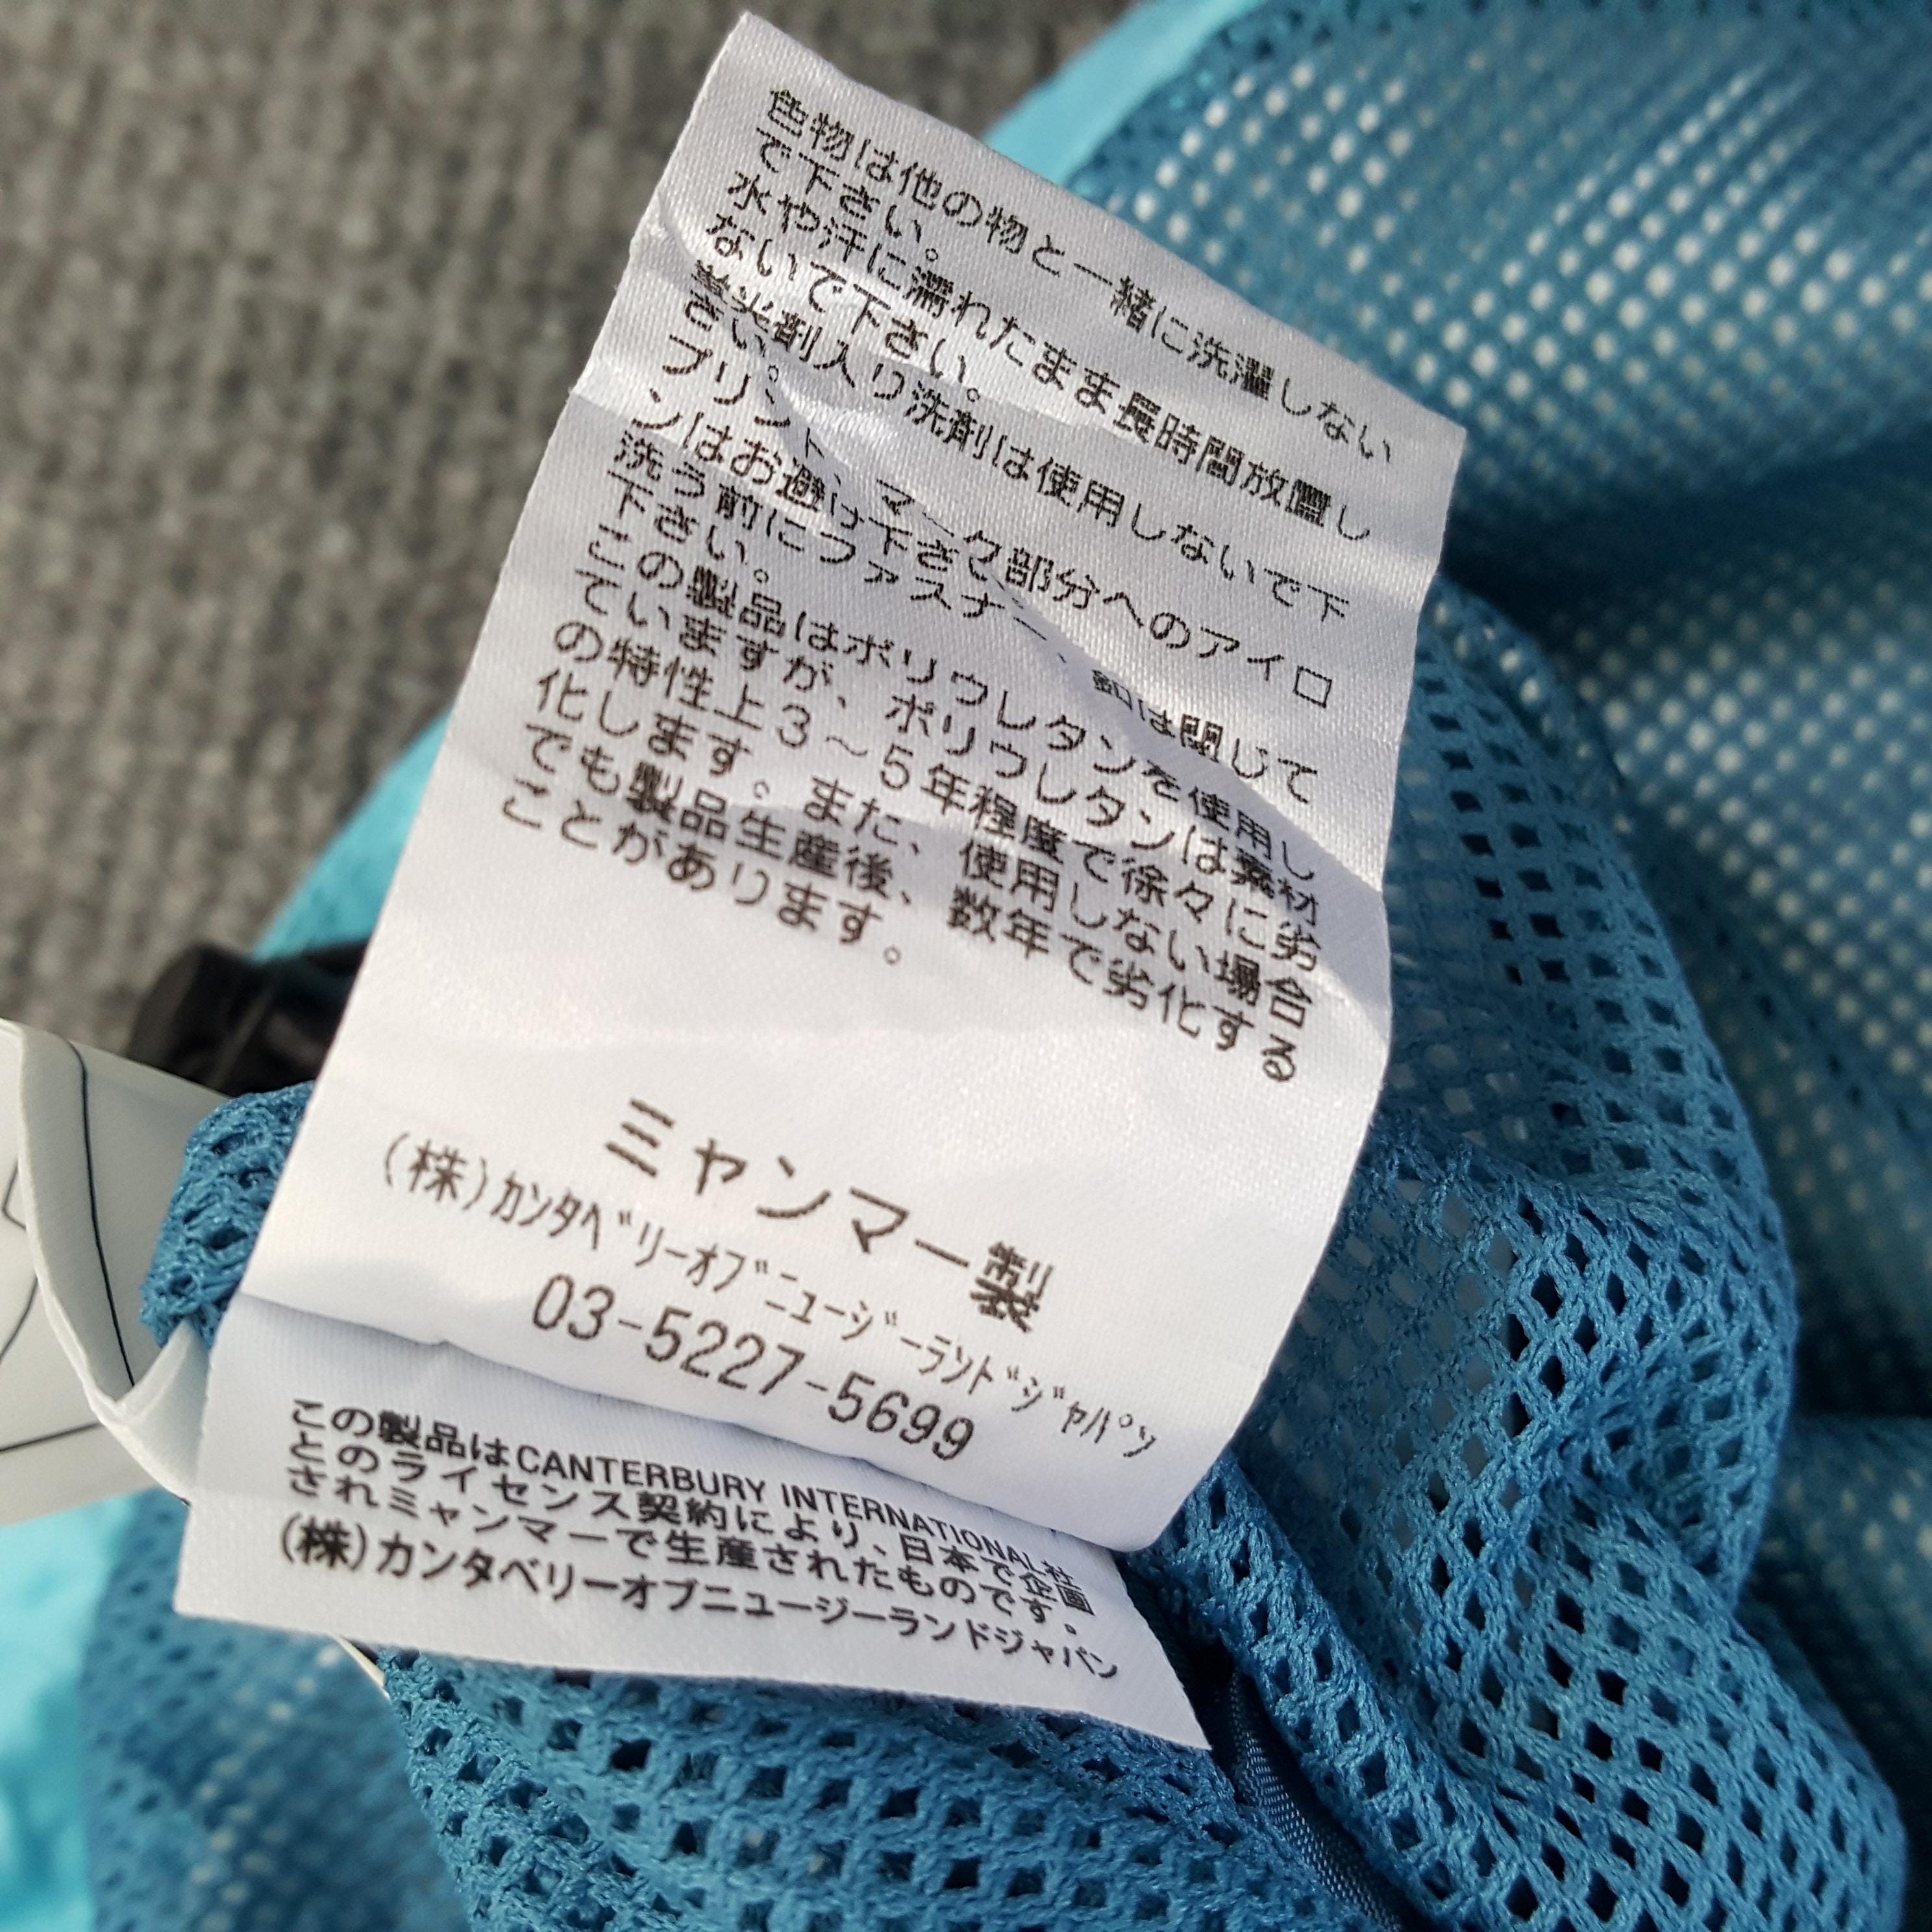 色物は他の物と一緒に洗濯しない
で下さい。
水や汗に濡れたまま長時間放置し
ないで下さい。
蛍光剤入り洗剤は使用しないで下
さい。
プリント、マーク部分へのアイロ
ンはお避け下さい。
洗う前にファスナー、釦は閉じて
下さい。
この製品はポリウレタンを使用し
ていますが、ポリウレタンは素材
の特性上3~5年程度で徐々に劣
化します。また、使用しない場合
でも製品生産後、数年で劣化する
ことがあります。
ミャンマー製
(株)カンタベリーオブニュージーランドジャパン
03-5227-5699
この製品はCANTERBURY INTERNATIONAL社
とのライセンス契約により、日本で企画
されミャンマーで生産されたものです。
(株)カンタベリーオブニュージーランドジャパン